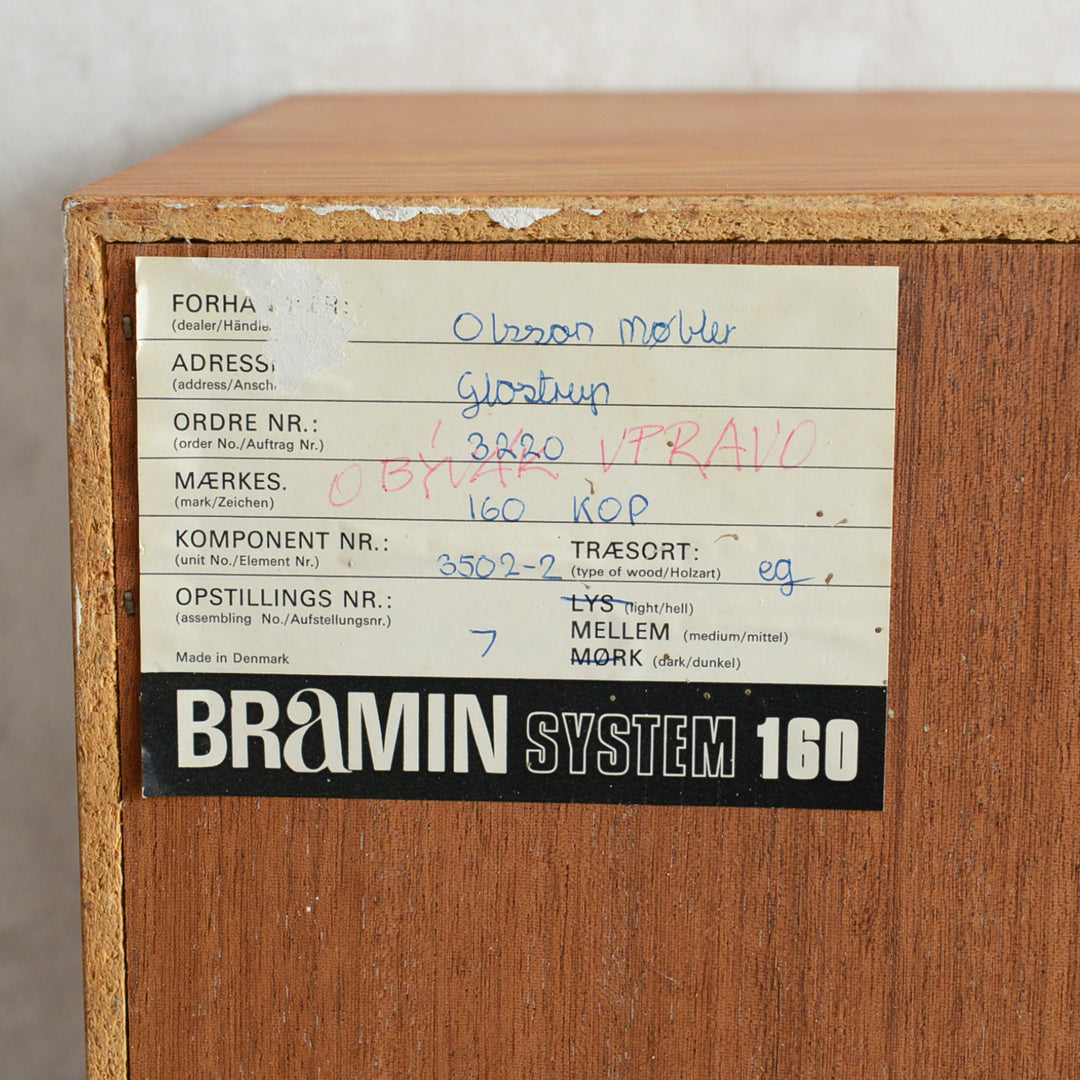 FORHA
(dealer/Händle
Olsson Møbler
ADRESS
(address/Ansch
Glostrup
ORDRE NR.:
(order No./Auftrag Nr.)
3220
OBÝVÁK VPRAVO
MÆRKES.
(mark/Zeichen)
160 KOP
KOMPONENT NR.:
(unit No./Element Nr.)
3502-2
TRÆSORT:
(type of wood/Holzart)
eg
OPSTILLINGS NR.:
(assembling No./Aufstellungsnr.)
7
LYS (light/hell)
MELLEM (medium/mittel)
MØRK (dark/dunkel)
Made in Denmark
BRAMIN SYSTEM 160